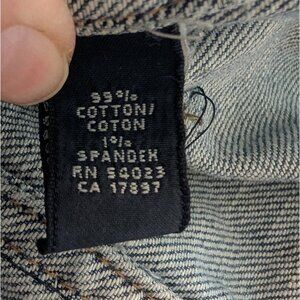 99%
COTTON/
COTON
1%
SPANDEX
RN 54023
CA 17897